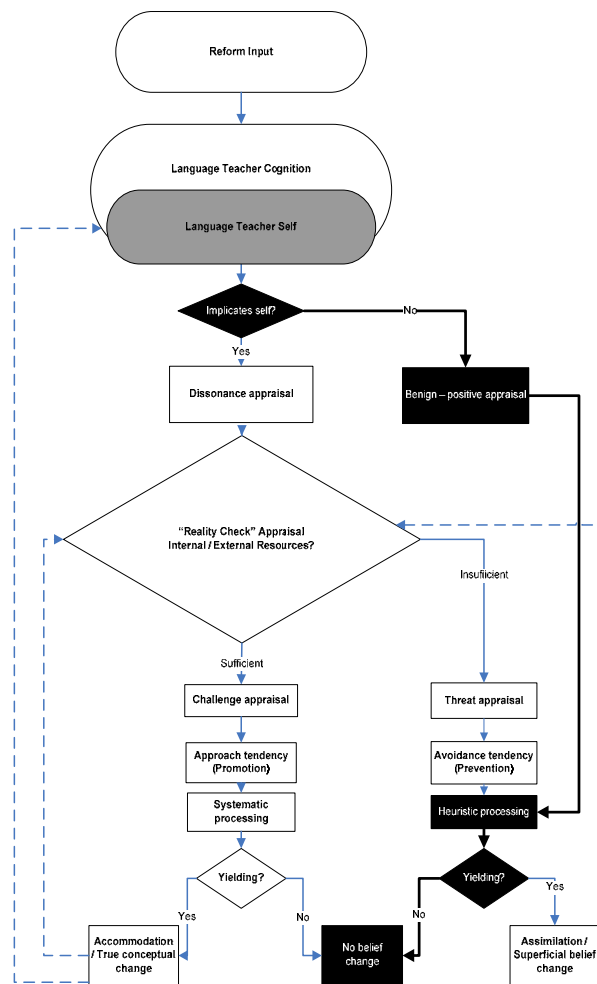 Reform Input
Language Teacher Cognition
Language Teacher Self
Implicates self?
No
Yes
Dissonance appraisal
Benign – positive appraisal
“Reality Check” Appraisal
Internal / External Resources?
Insufficient
Sufficient
Challenge appraisal
Threat appraisal
Approach tendency
(Promotion)
Avoidance tendency
(Prevention)
Systematic
processing
Heuristic processing
Yielding?
Yielding?
Yes
No
No
Yes
Accommodation
/ True conceptual
change
No belief
change
Assimilation /
Superficial belief
change